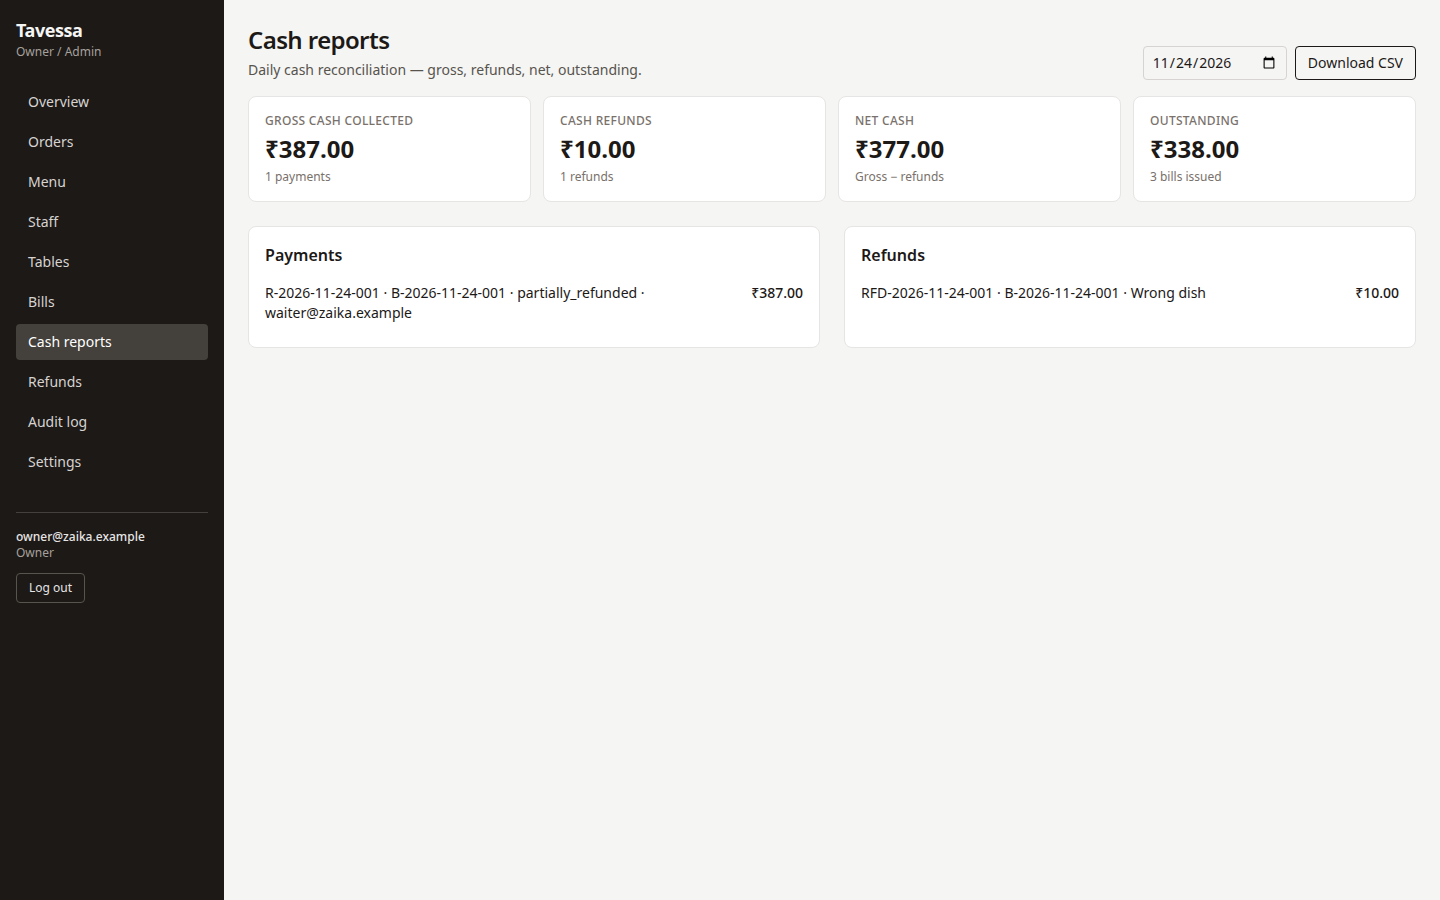 Tavessa
Owner / Admin
Overview
Orders
Menu
Staff
Tables
Bills
Cash reports
Refunds
Audit log
Settings
owner@zaika.example
Owner
Log out
Cash reports
Daily cash reconciliation — gross, refunds, net, outstanding.
11/24/2026
Download CSV
GROSS CASH COLLECTED
₹387.00
1 payments
CASH REFUNDS
₹10.00
1 refunds
NET CASH
₹377.00
Gross − refunds
OUTSTANDING
₹338.00
3 bills issued
Payments
R-2026-11-24-001 · B-2026-11-24-001 · partially_refunded ·
waiter@zaika.example
₹387.00
Refunds
RFD-2026-11-24-001 · B-2026-11-24-001 · Wrong dish
₹10.00